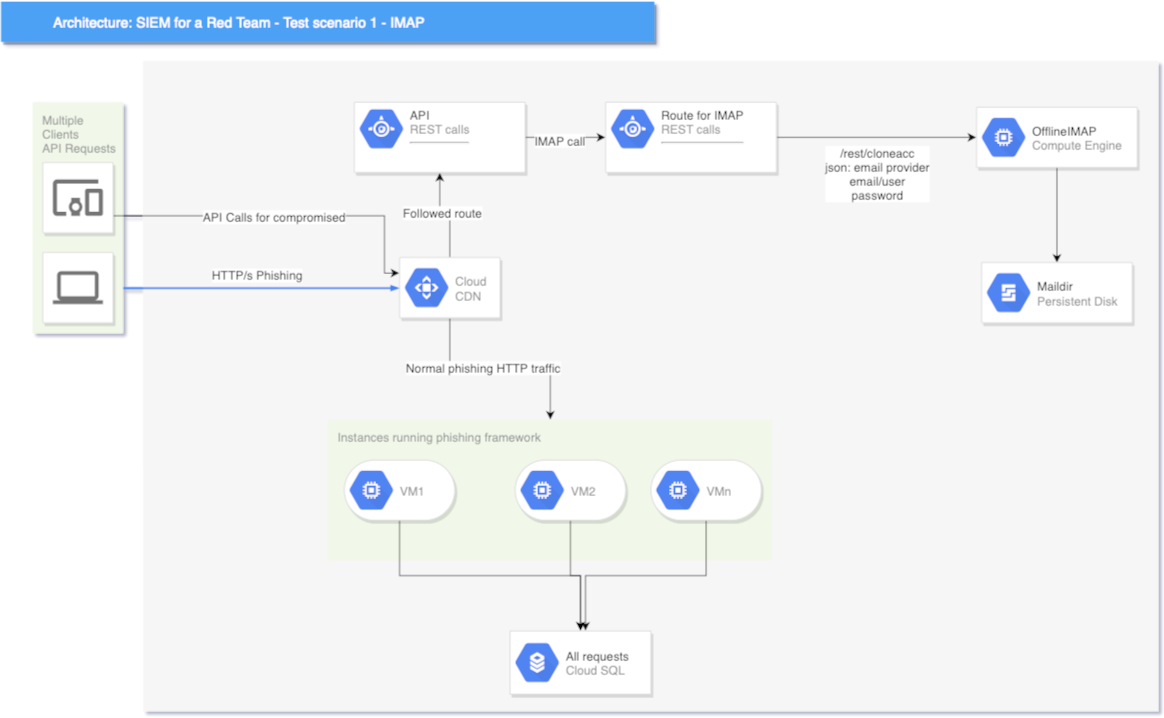 Architecture: SIEM for a Red Team - Test scenario 1 - IMAP
Multiple
Clients
API Requests
API
REST calls
IMAP call
Route for IMAP
REST calls
/rest/cloneacc
json: email provider
email/user
password
OfflineIMAP
Compute Engine
API Calls for compromised
Followed route
HTTP/s Phishing
Cloud
CDN
Maildir
Persistent Disk
Normal phishing HTTP traffic
Instances running phishing framework
VM1
VM2
VMn
All requests
Cloud SQL